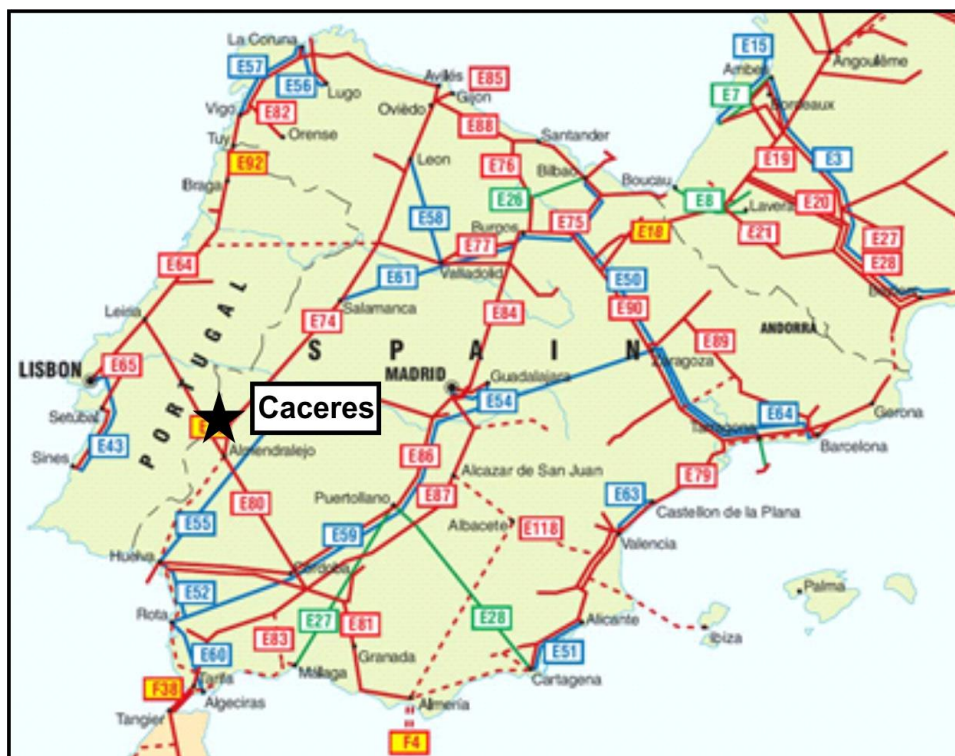 La Coruna
E57
E56
Lugo
Vigo
E82
Orense
Tuy
E92
Braga
Avilés
Gijon
E85
Oviedo
E88
Santander
E76
Bilbao
Leon
E26
E58
Burgos
E75
E77
Valladolid
E61
Salamanca
E15
Ambes
E7
Bordeaux
Angoulême
E19
E3
Boucau
E8
E20
Lavera
E18
E21
E27
E28
E50
E90
ANDORRA
E64
Leiria
E74
E84
E89
PORTUGAL
SPAIN
Zaragoza
LISBON
E65
MADRID
Guadalajara
E54
Caceres
Setubal
E43
Sines
Almendralejo
E64
Gerona
Tarragona
Barcelona
E86
Alcazar de San Juan
E79
E80
Puertollano
E87
E63
Castellon de la Plana
E55
E59
Albacete
E118
Valencia
Huelva
Cordoba
Palma
E52
Rota
E27
E81
E28
Alicante
Ibiza
E83
E60
Granada
E51
Tarifa
Málaga
Cartagena
F38
Algeciras
Almería
Tangier
F4